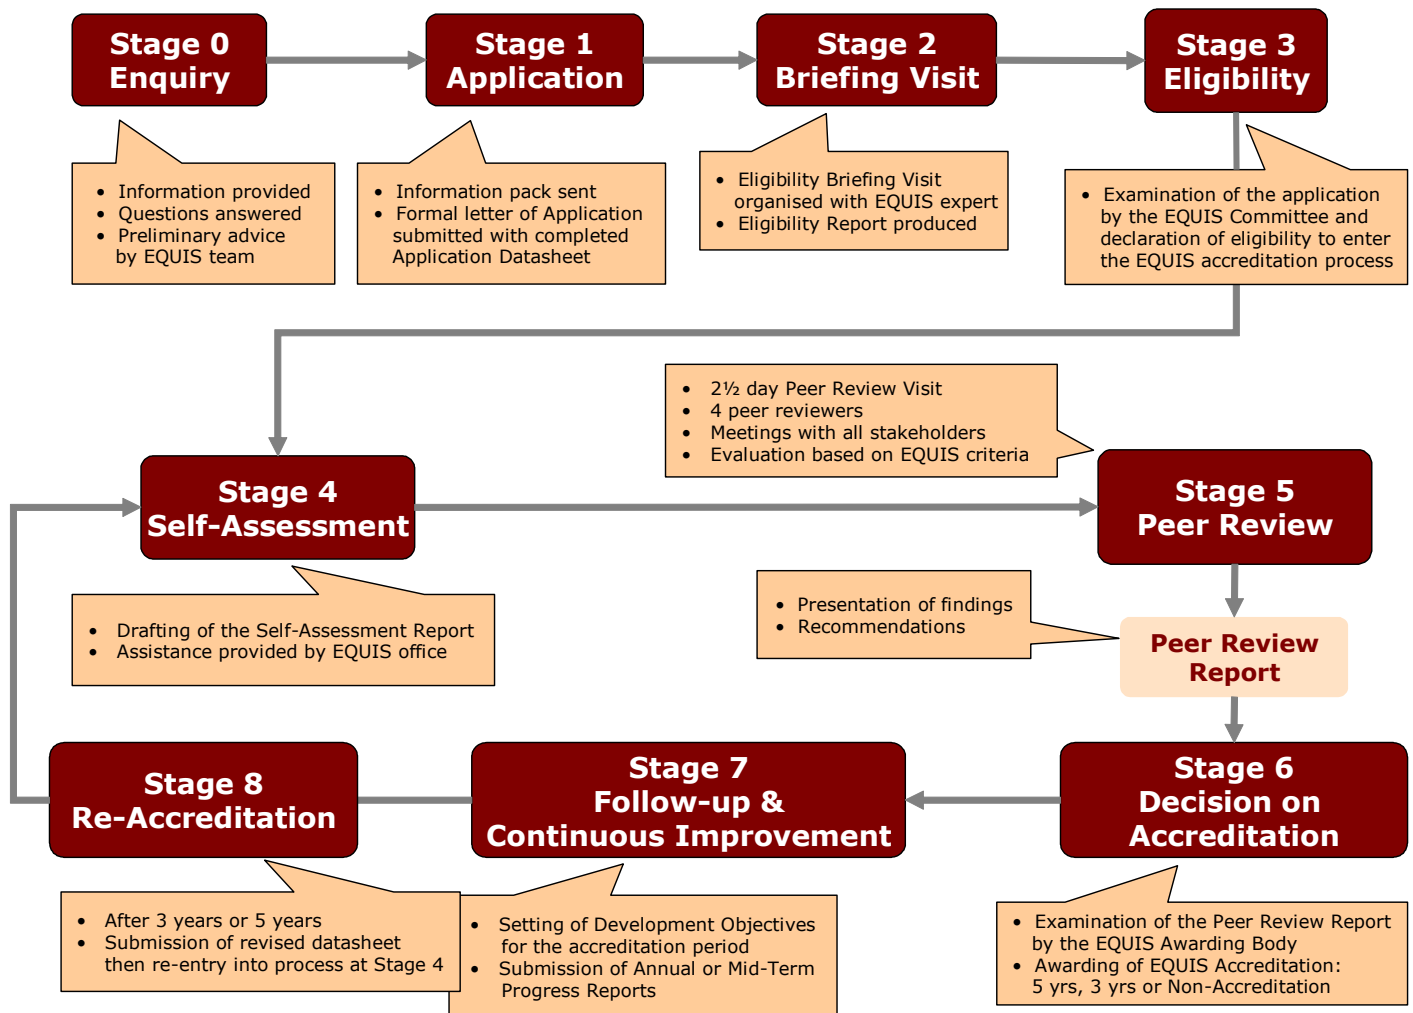 Stage 0
Enquiry
Stage 1
Application
Stage 2
Briefing Visit
Stage 3
Eligibility
• Information provided
• Questions answered
• Preliminary advice
by EQUIS team
• Information pack sent
• Formal letter of Application
submitted with completed
Application Datasheet
• Eligibility Briefing Visit
organised with EQUIS expert
• Eligibility Report produced
• Examination of the application
by the EQUIS Committee and
declaration of eligibility to enter
the EQUIS accreditation process
• 2½ day Peer Review Visit
• 4 peer reviewers
• Meetings with all stakeholders
• Evaluation based on EQUIS criteria
Stage 4
Self-Assessment
Stage 5
Peer Review
• Drafting of the Self-Assessment Report
• Assistance provided by EQUIS office
• Presentation of findings
• Recommendations
Peer Review
Report
Stage 8
Re-Accreditation
Stage 7
Follow-up &
Continuous Improvement
Stage 6
Decision on
Accreditation
• After 3 years or 5 years
• Submission of revised datasheet
then re-entry into process at Stage 4
• Setting of Development Objectives
for the accreditation period
• Submission of Annual or Mid-Term
Progress Reports
• Examination of the Peer Review Report
by the EQUIS Awarding Body
• Awarding of EQUIS Accreditation:
5 yrs, 3 yrs or Non-Accreditation